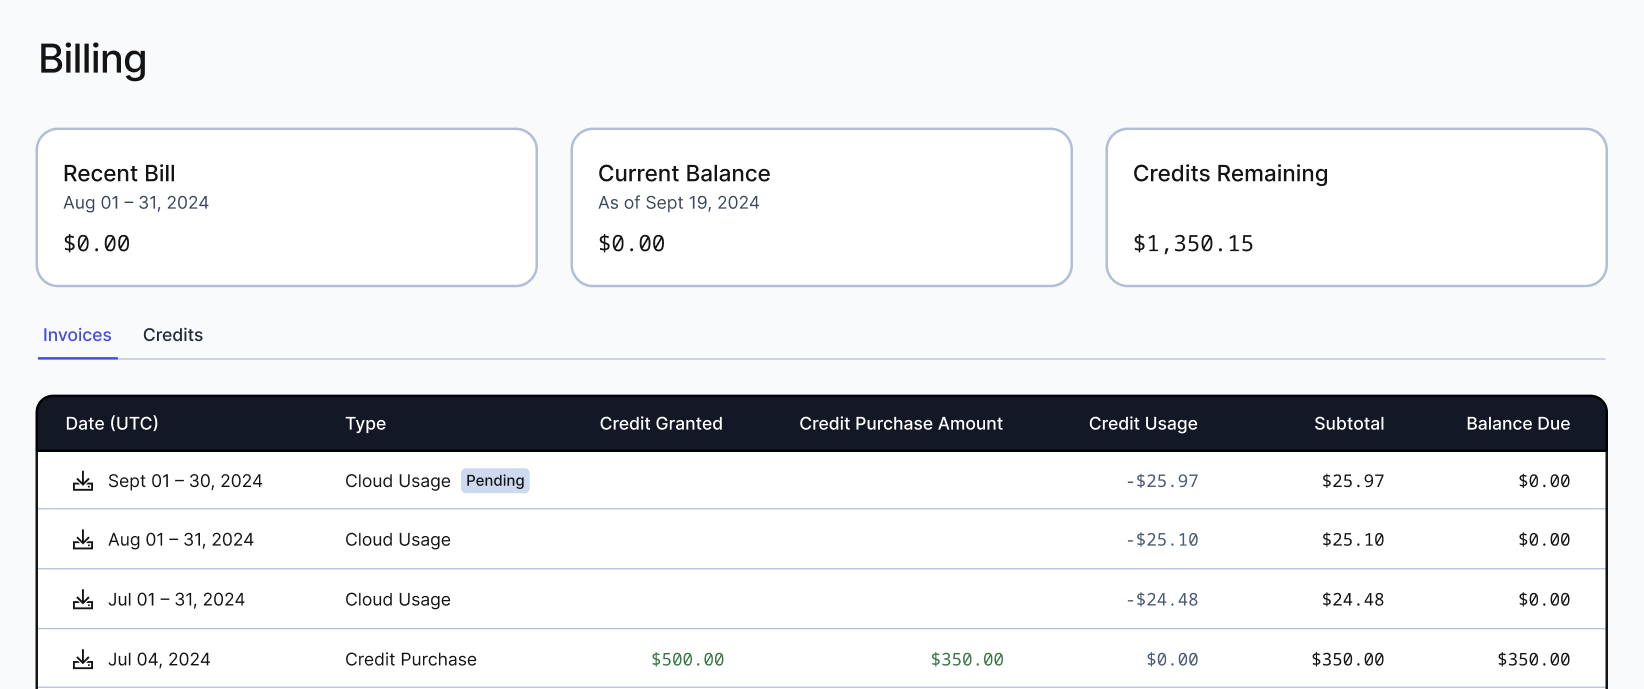 Billing
Recent Bill
Aug 01 – 31, 2024
$0.00
Current Balance
As of Sept 19, 2024
$0.00
Credits Remaining
$1,350.15
Invoices Credits
Date (UTC) Type Credit Granted Credit Purchase Amount Credit Usage Subtotal Balance Due
Sept 01 – 30, 2024 Cloud Usage Pending -$25.97 $25.97 $0.00
Aug 01 – 31, 2024 Cloud Usage -$25.10 $25.10 $0.00
Jul 01 – 31, 2024 Cloud Usage -$24.48 $24.48 $0.00
Jul 04, 2024 Credit Purchase $500.00 $350.00 $0.00 $350.00 $350.00